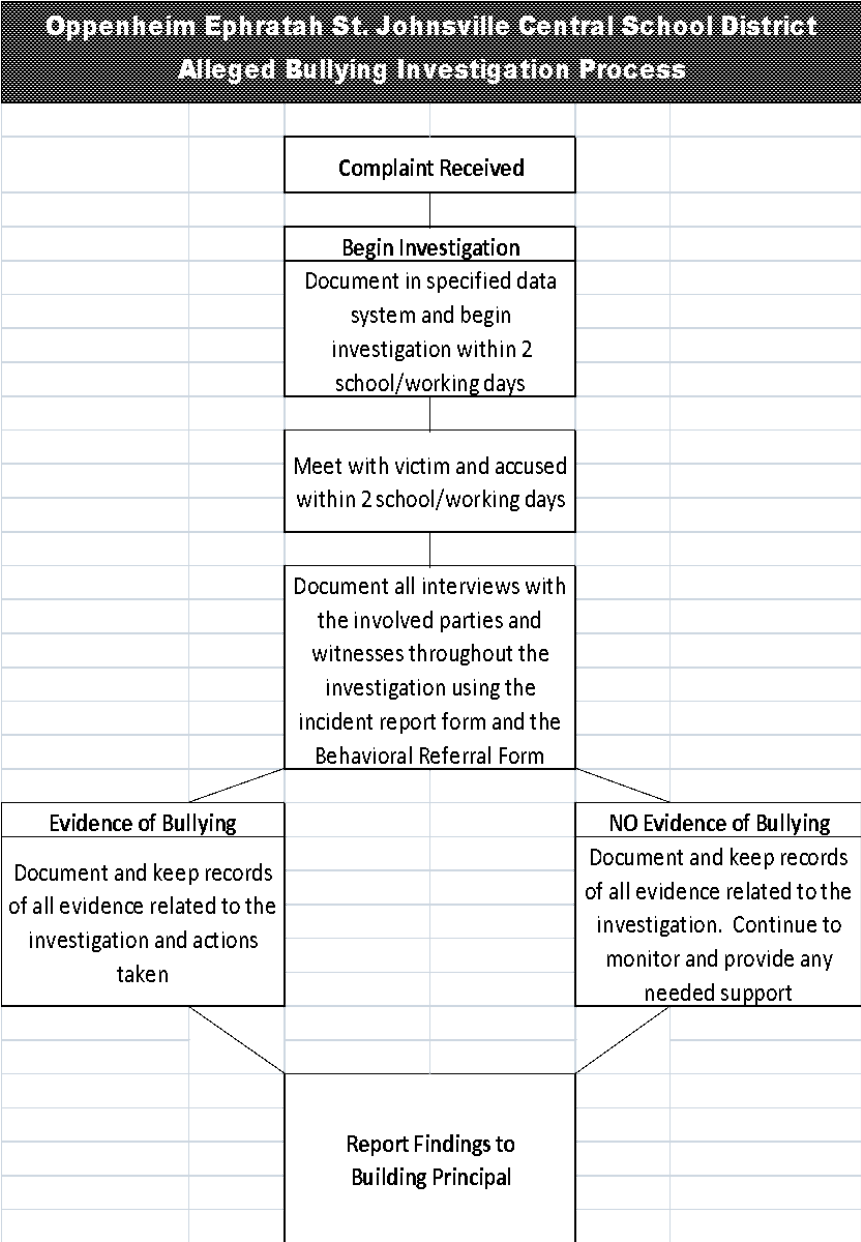 Oppenheim Ephratah St. Johnsville Central School District
Alleged Bullying Investigation Process
Complaint Received
Begin Investigation
Document in specified data
system and begin
investigation within 2
school/working days
Meet with victim and accused
within 2 school/working days
Document all interviews with
the involved parties and
witnesses throughout the
investigation using the
incident report form and the
Behavioral Referral Form
Evidence of Bullying
Document and keep records
of all evidence related to the
investigation and actions
taken
NO Evidence of Bullying
Document and keep records
of all evidence related to the
investigation.  Continue to
monitor and provide any
needed support
Report Findings to
Building Principal